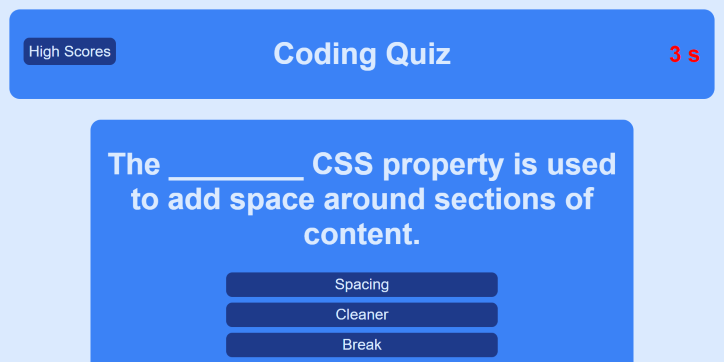 High Scores
Coding Quiz
3 s
The ________ CSS property is used
to add space around sections of
content.
Spacing
Cleaner
Break